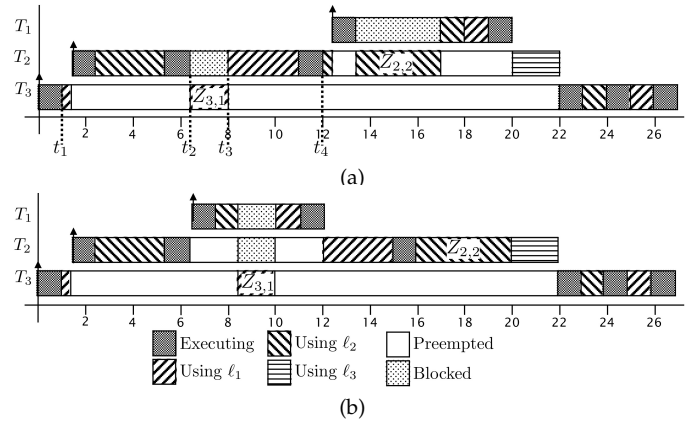 T₁
T₂ Z₂,₂
T₃ Z₃,₁
2 4 6 8 10 12 14 16 18 20 22 24 26
t₁ t₂ t₃ t₄
(a)
T₁
T₂ Z₂,₂
T₃ Z₃,₁
2 4 6 8 10 12 14 16 18 20 22 24 26
Executing Using ℓ₂ Preempted
Using ℓ₁ Using ℓ₃ Blocked
(b)